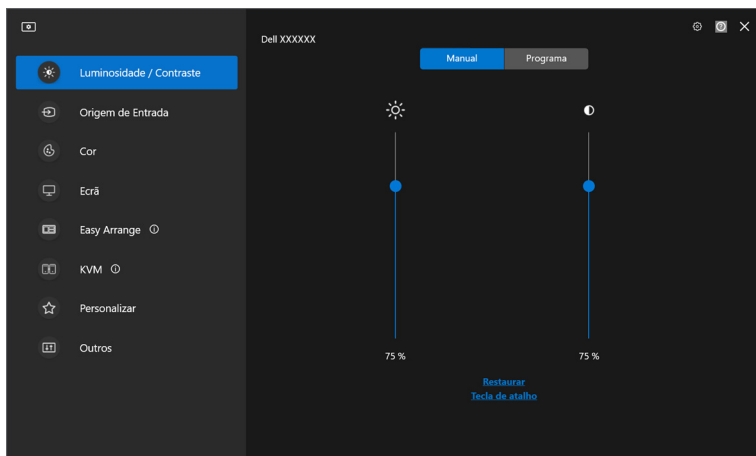 Dell XXXXXX
Manual
Programa
Luminosidade / Contraste
Origem de Entrada
Cor
Ecrã
Easy Arrange
KVM
Personalizar
Outros
75 %
75 %
Restaurar
Tecla de atalho